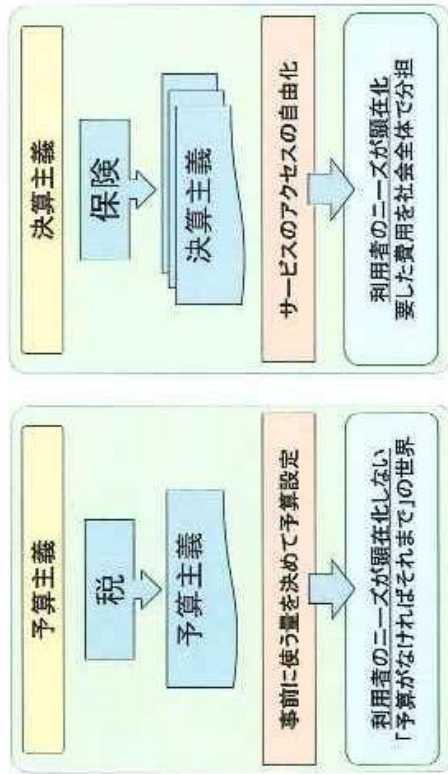 予算主義
税
予算主義
事前に使う量を決めて予算設定
利用者のニーズが顕在化しない
「予算がなければそれまで」の世界
決算主義
保険
決算主義
サービスのアクセスの自由化
利用者のニーズが顕在化
要した費用を社会全体で分担